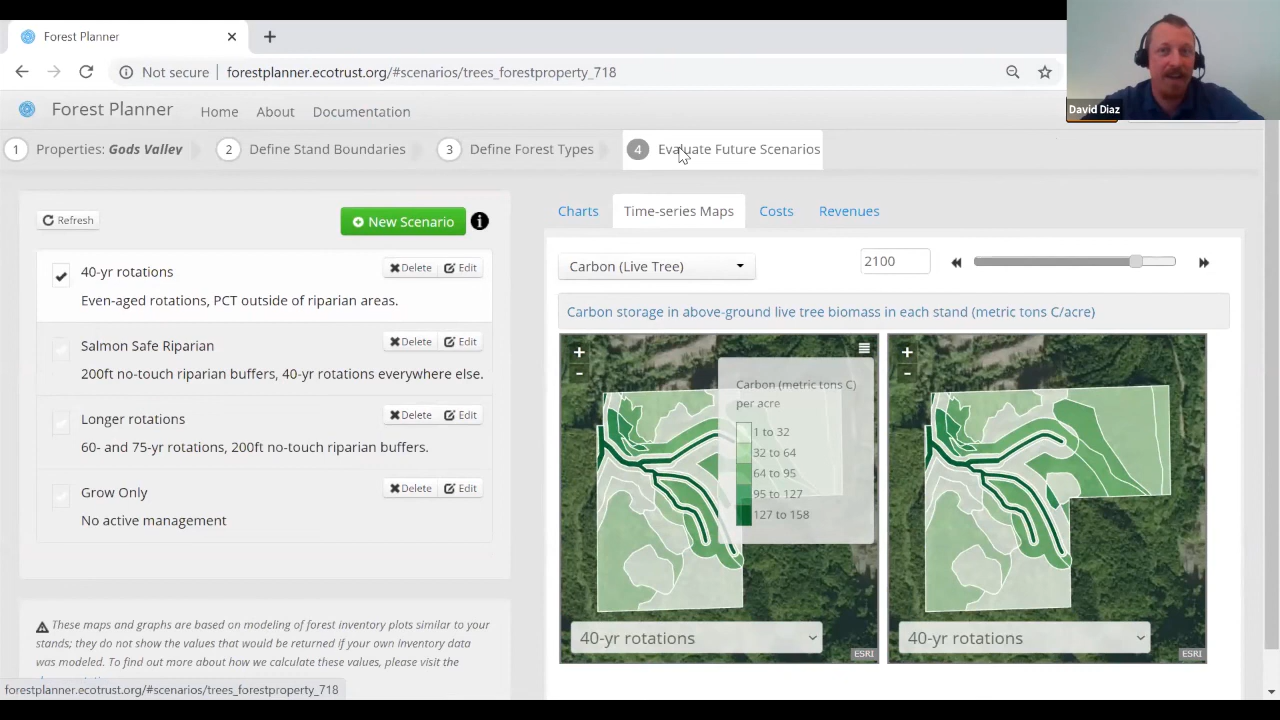 Forest Planner
Not secure
forestplanner.ecotrust.org/#scenarios/trees_forestproperty_718
David Diaz
Forest Planner
Home
About
Documentation
1
Properties: Gods Valley
2
Define Stand Boundaries
3
Define Forest Types
4
Evaluate Future Scenarios
Refresh
New Scenario
i
40-yr rotations
Delete
Edit
Even-aged rotations, PCT outside of riparian areas.
Salmon Safe Riparian
Delete
Edit
200ft no-touch riparian buffers, 40-yr rotations everywhere else.
Longer rotations
Delete
Edit
60- and 75-yr rotations, 200ft no-touch riparian buffers.
Grow Only
Delete
Edit
No active management
These maps and graphs are based on modeling of forest inventory plots similar to your
stands; they do not show the values that would be returned if your own inventory data
was modeled. To find out more about how we calculate these values, please visit the
forestplanner.ecotrust.org/#scenarios/trees_forestproperty_718
Charts
Time-series Maps
Costs
Revenues
Carbon (Live Tree)
2100
Carbon storage in above-ground live tree biomass in each stand (metric tons C/acre)
+
-
Carbon (metric tons C)
per acre
1 to 32
32 to 64
64 to 95
95 to 127
127 to 158
40-yr rotations
ESRI
+
-
40-yr rotations
ESRI